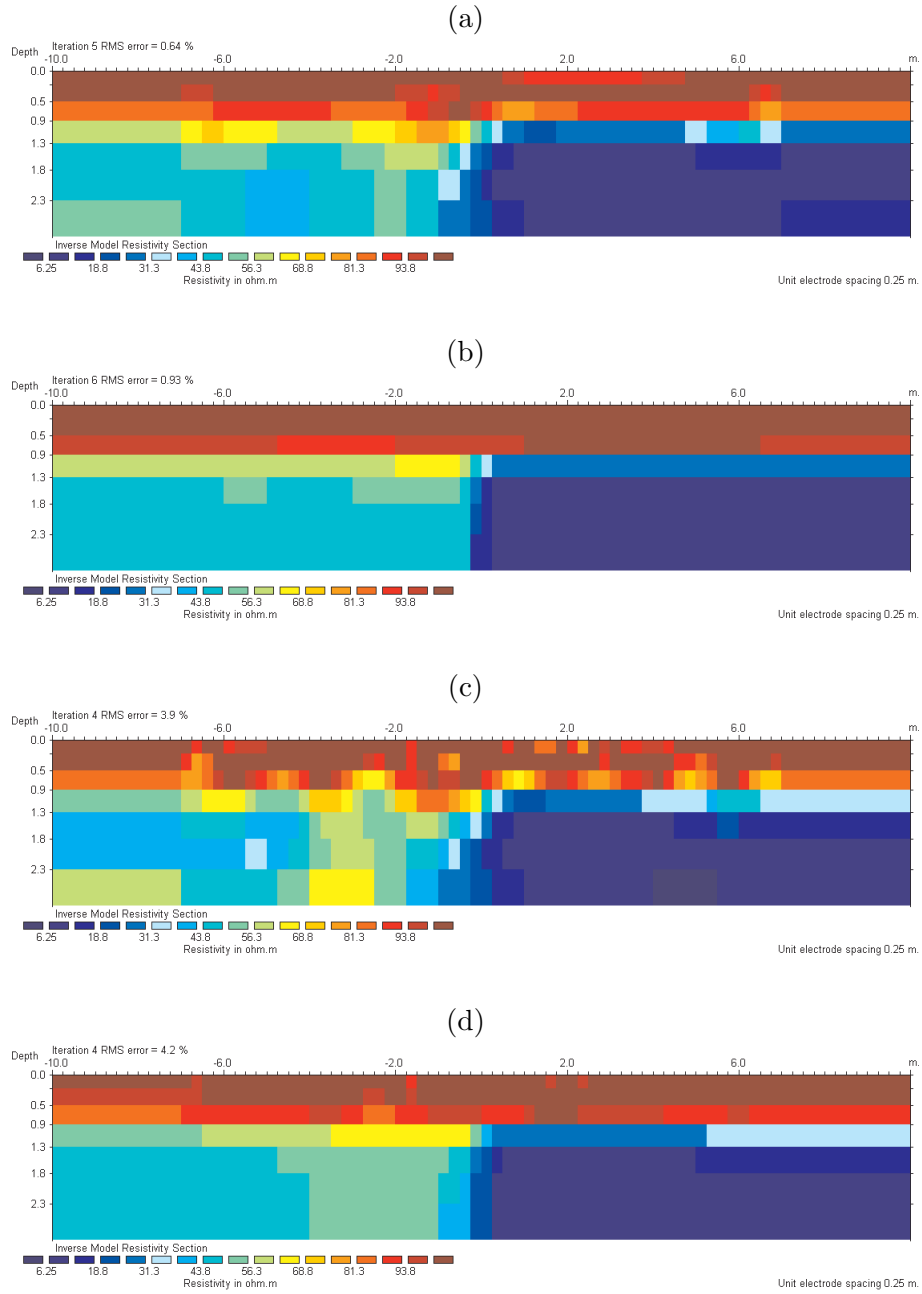 (a)
Iteration 5 RMS error = 0.64 %
Depth -10.0 -6.0 -2.0 2.0 6.0 m.
0.0
0.5
0.9
1.3
1.8
2.3
Inverse Model Resistivity Section
6.25 18.8 31.3 43.8 56.3 68.8 81.3 93.8
Resistivity in ohm.m Unit electrode spacing 0.25 m.
(b)
Iteration 6 RMS error = 0.93 %
Depth -10.0 -6.0 -2.0 2.0 6.0 m.
0.0
0.5
0.9
1.3
1.8
2.3
Inverse Model Resistivity Section
6.25 18.8 31.3 43.8 56.3 68.8 81.3 93.8
Resistivity in ohm.m Unit electrode spacing 0.25 m.
(c)
Iteration 4 RMS error = 3.9 %
Depth -10.0 -6.0 -2.0 2.0 6.0 m.
0.0
0.5
0.9
1.3
1.8
2.3
Inverse Model Resistivity Section
6.25 18.8 31.3 43.8 56.3 68.8 81.3 93.8
Resistivity in ohm.m Unit electrode spacing 0.25 m.
(d)
Iteration 4 RMS error = 4.2 %
Depth -10.0 -6.0 -2.0 2.0 6.0 m.
0.0
0.5
0.9
1.3
1.8
2.3
Inverse Model Resistivity Section
6.25 18.8 31.3 43.8 56.3 68.8 81.3 93.8
Resistivity in ohm.m Unit electrode spacing 0.25 m.